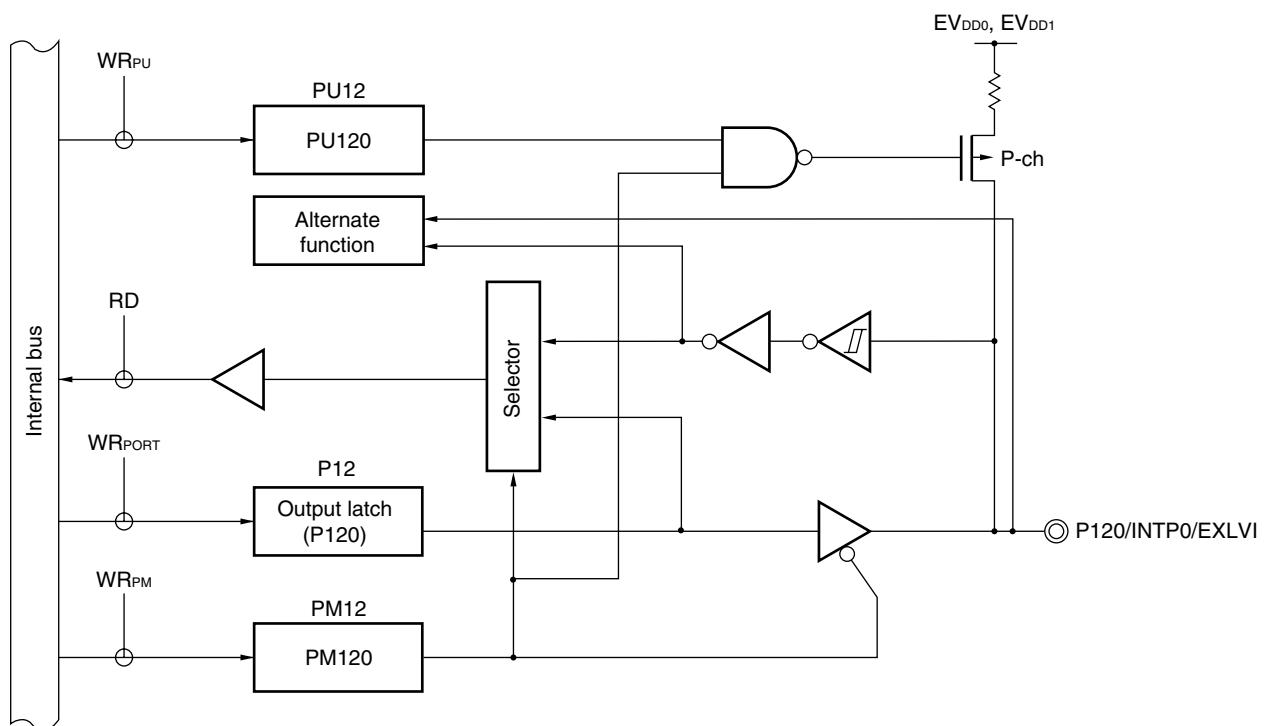 EVDD0, EVDD1
WRPU
PU12
PU120
P-ch
Alternate
function
RD
Selector
Internal bus
WRPORT
P12
Output latch
(P120)
P120/INTP0/EXLVI
WRPM
PM12
PM120